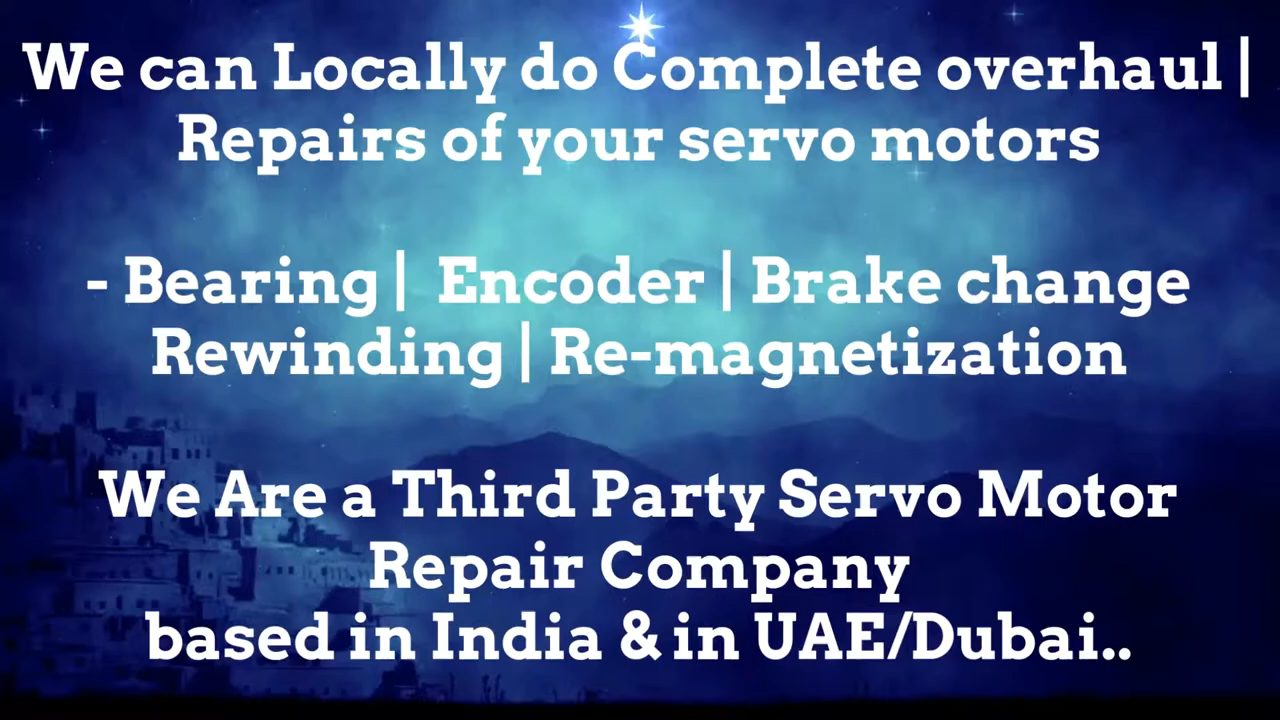 We can Locally do Complete overhaul |
Repairs of your servo motors
- Bearing | Encoder | Brake change
Rewinding | Re-magnetization
We Are a Third Party Servo Motor
Repair Company
based in India & in UAE/Dubai..